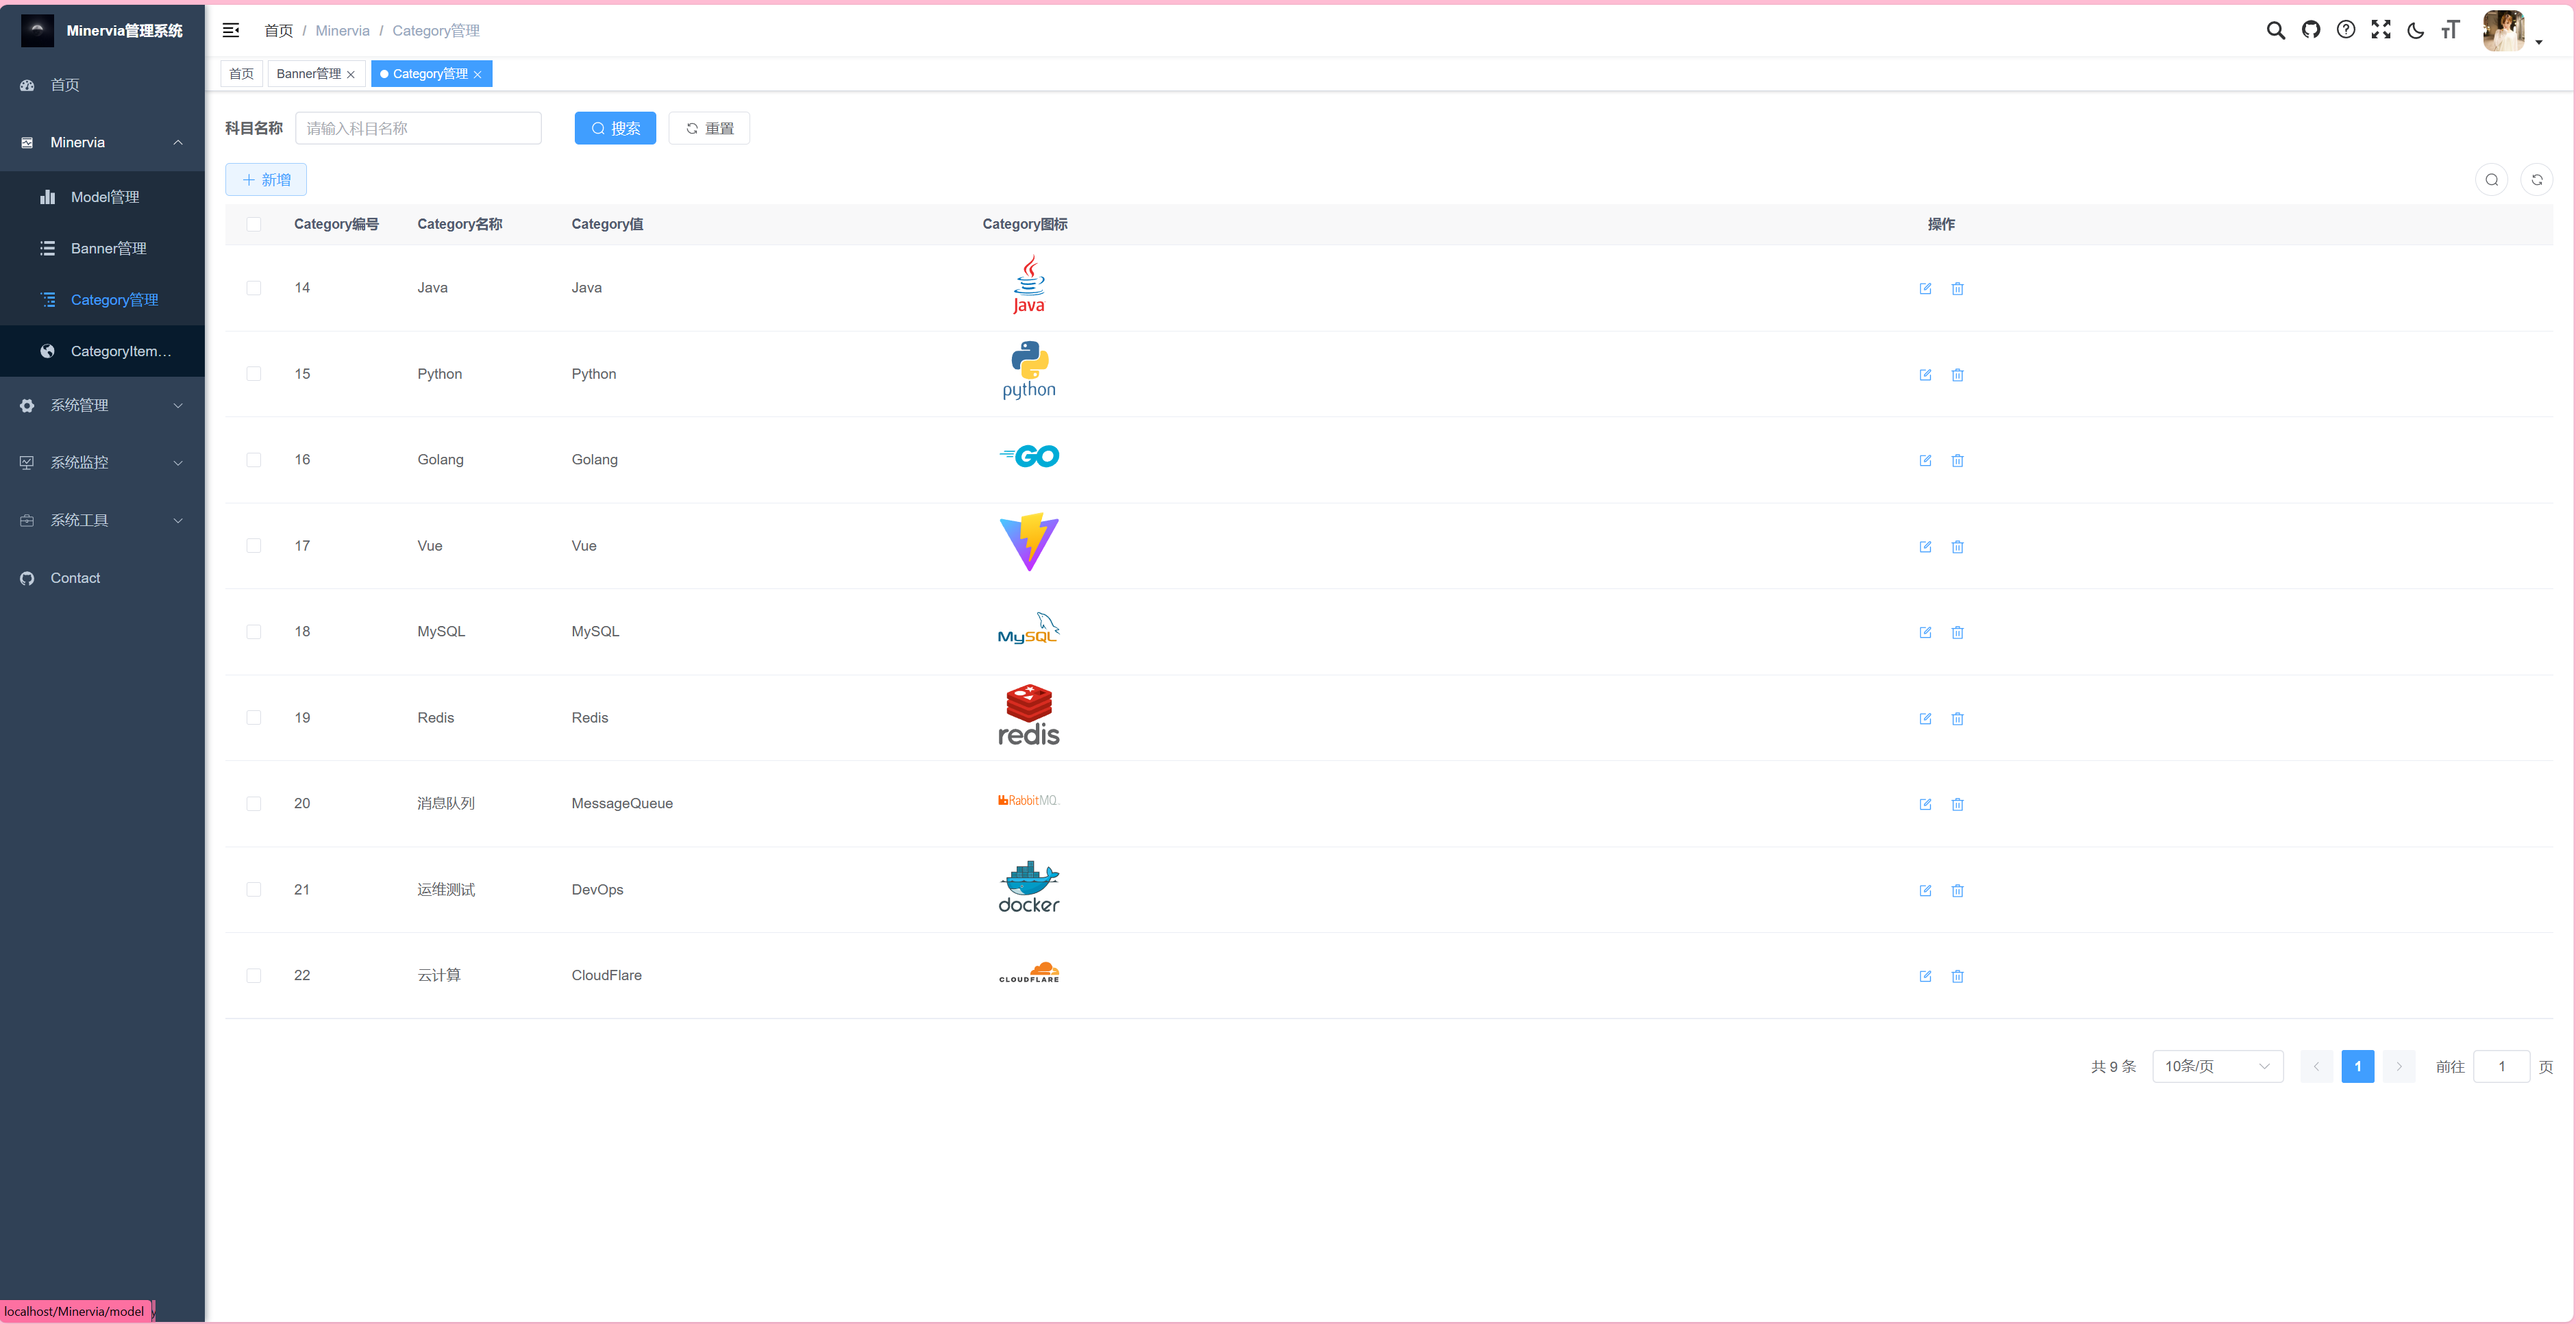 Minervia管理系统
首页 / Minervia / Category管理
首页 Banner管理 Category管理
首页
Minervia
Model管理
Banner管理
Category管理
CategoryItem…
系统管理
系统监控
系统工具
Contact
科目名称 请输入科目名称 搜索 重置
新增
Category编号 Category名称 Category值 Category图标 操作
14 Java Java Java
15 Python Python python
16 Golang Golang GO
17 Vue Vue
18 MySQL MySQL MySQL
19 Redis Redis redis
20 消息队列 MessageQueue RabbitMQ
21 运维测试 DevOps docker
22 云计算 CloudFlare CLOUDFLARE
共 9 条 10条/页 1 前往 1 页
localhost/Minervia/model